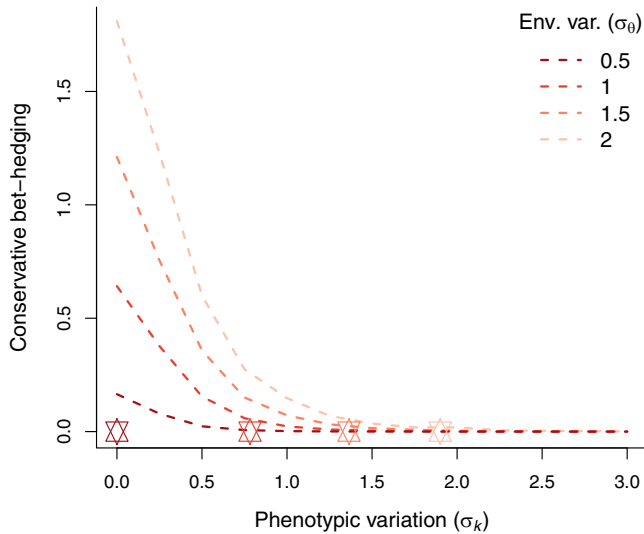 Env. var. (σθ)
0.5
1
1.5
2
Conservative bet−hedging
1.5
1.0
0.5
0.0
0.0 0.5 1.0 1.5 2.0 2.5 3.0
Phenotypic variation (σk)